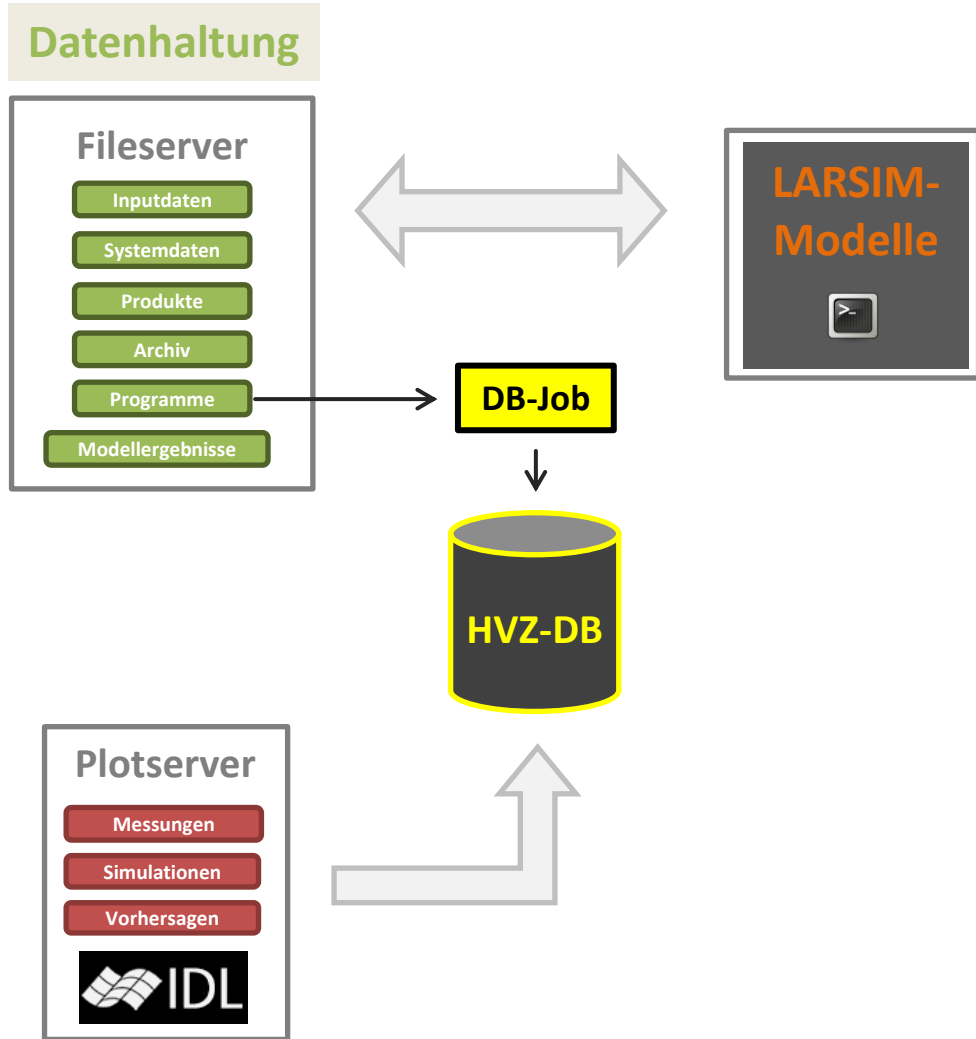 Datenhaltung
Fileserver
Inputdaten
Systemdaten
Produkte
Archiv
Programme
Modellergebnisse
LARSIM-
Modelle
>-
DB-Job
HVZ-DB
Plotserver
Messungen
Simulationen
Vorhersagen
IDL